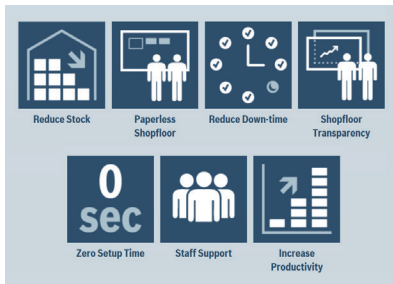 Reduce Stock
Paperless
Shopfloor
Reduce Down-time
Shopfloor
Transparency
0
sec
Zero Setup Time
Staff Support
Increase
Productivity